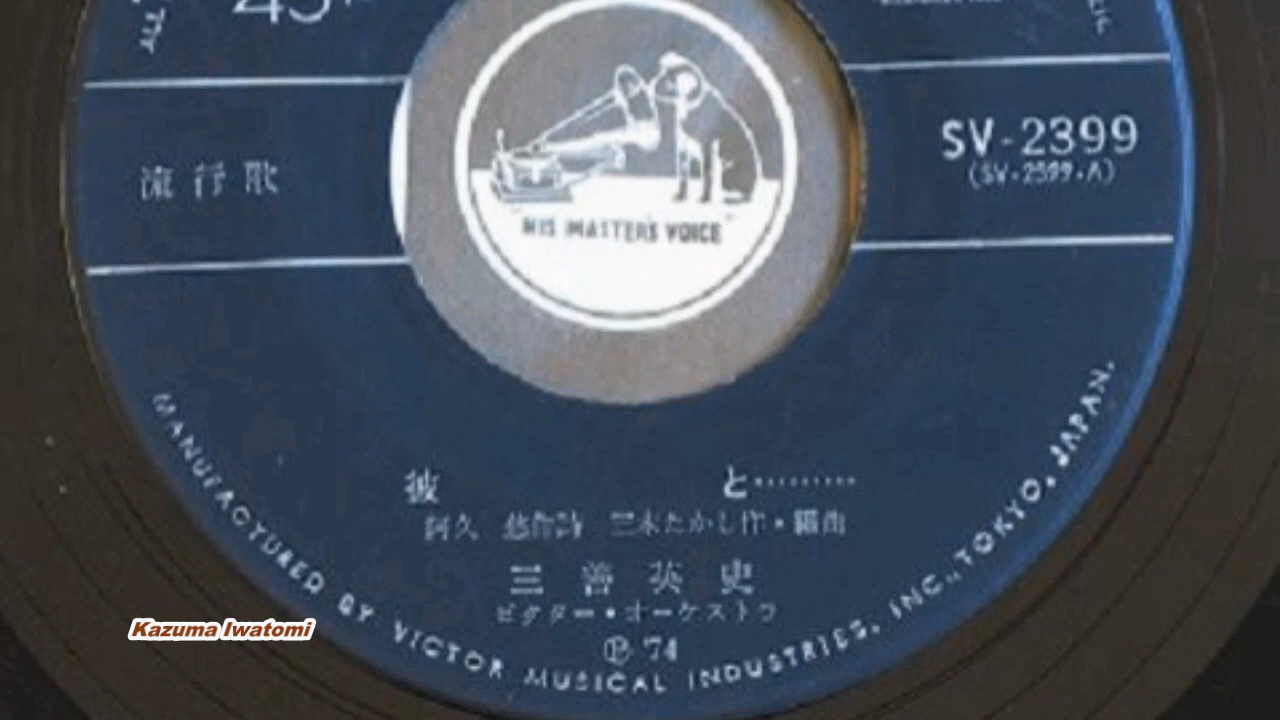 45
流行歌
"HIS MASTER'S VOICE"
SV-2399
(SV-2399-A)
彼 と………
阿久 悠作詩 三木たかし作・編曲
三善英史
ビクター・オーケストラ
Ⓟ 74
MANUFACTURED BY VICTOR MUSICAL INDUSTRIES, INC., TOKYO, JAPAN.
Kazuma Iwatomi